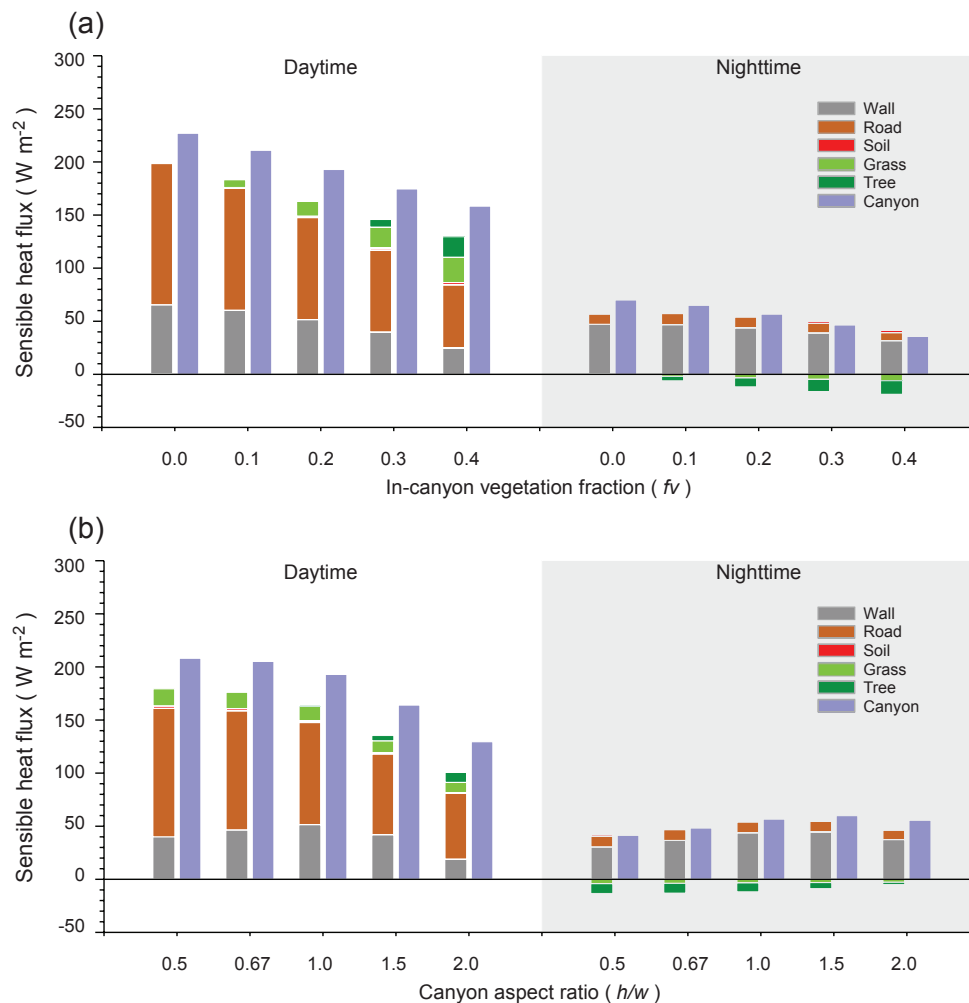 (a)
Daytime
Nighttime
Sensible heat flux ( W m⁻² )
300
250
200
150
100
50
0
-50
Wall
Road
Soil
Grass
Tree
Canyon
0.0 0.1 0.2 0.3 0.4 0.0 0.1 0.2 0.3 0.4
In-canyon vegetation fraction ( fv )
(b)
Daytime
Nighttime
Sensible heat flux ( W m⁻² )
300
250
200
150
100
50
0
-50
Wall
Road
Soil
Grass
Tree
Canyon
0.5 0.67 1.0 1.5 2.0 0.5 0.67 1.0 1.5 2.0
Canyon aspect ratio ( h/w )